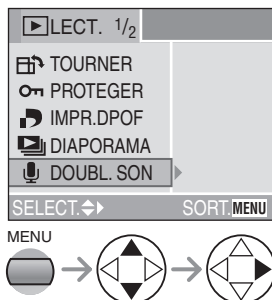 LECT. 1/2
TOURNER
PROTEGER
IMPR.DPOF
DIAPORAMA
DOUBL. SON
SELECT. SORT. MENU
MENU